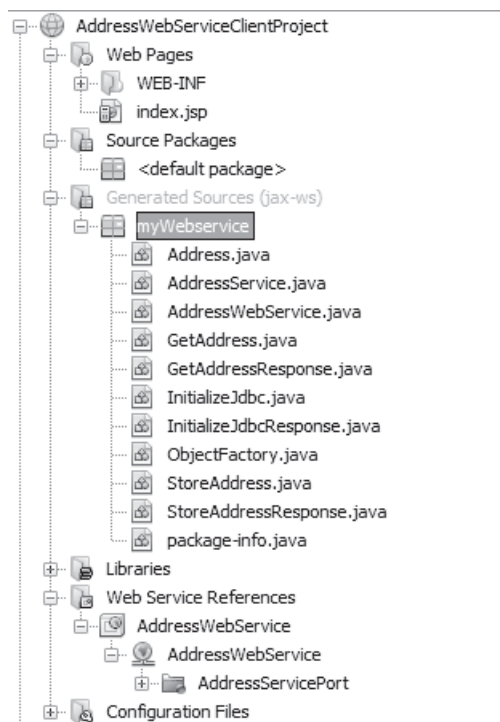 AddressWebServiceClientProject
Web Pages
WEB-INF
index.jsp
Source Packages
<default package>
Generated Sources (jax-ws)
myWebservice
Address.java
AddressService.java
AddressWebService.java
GetAddress.java
GetAddressResponse.java
InitializeJdbc.java
InitializeJdbcResponse.java
ObjectFactory.java
StoreAddress.java
StoreAddressResponse.java
package-info.java
Libraries
Web Service References
AddressWebService
AddressWebService
AddressServicePort
Configuration Files